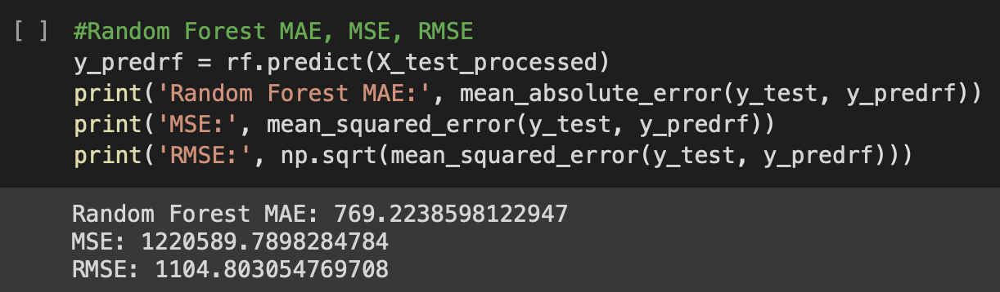 [ ] #Random Forest MAE, MSE, RMSE
y_predrf = rf.predict(X_test_processed)
print('Random Forest MAE:', mean_absolute_error(y_test, y_predrf))
print('MSE:', mean_squared_error(y_test, y_predrf))
print('RMSE:', np.sqrt(mean_squared_error(y_test, y_predrf)))
Random Forest MAE: 769.2238598122947
MSE: 1220589.7898284784
RMSE: 1104.803054769708